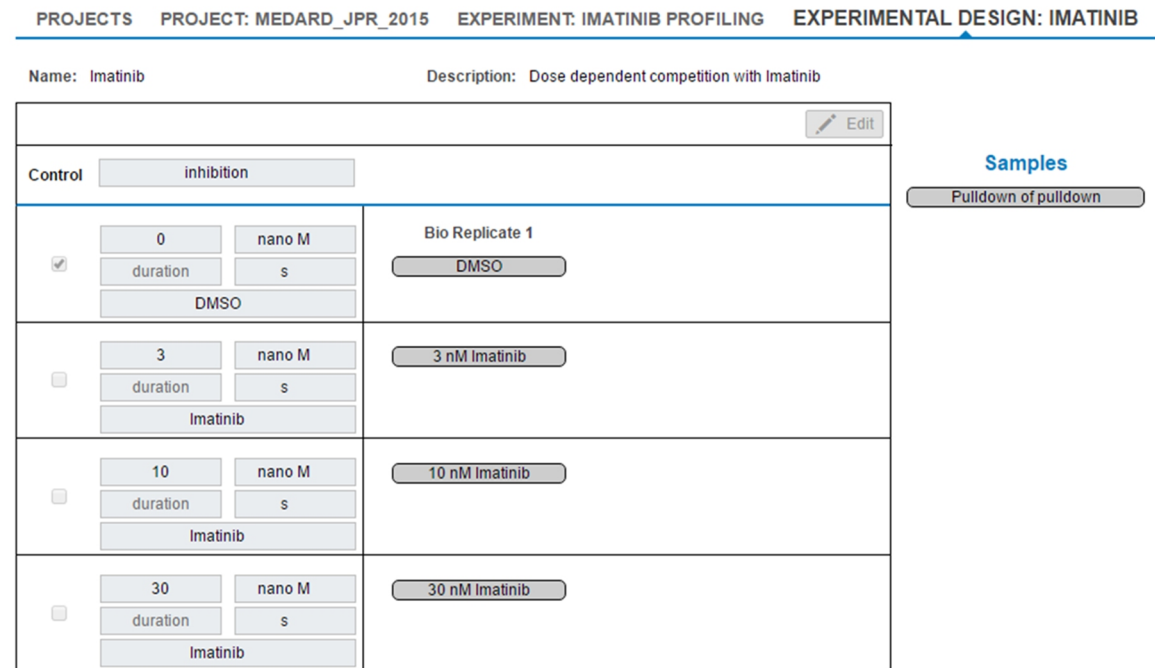 PROJECTS PROJECT: MEDARD_JPR_2015 EXPERIMENT: IMATINIB PROFILING EXPERIMENTAL DESIGN: IMATINIB
Name: Imatinib Description: Dose dependent competition with Imatinib
Edit
Control inhibition
Samples
Pulldown of pulldown
0 nano M
duration s
DMSO
Bio Replicate 1
DMSO
3 nano M
duration s
Imatinib
3 nM Imatinib
10 nano M
duration s
Imatinib
10 nM Imatinib
30 nano M
duration s
Imatinib
30 nM Imatinib